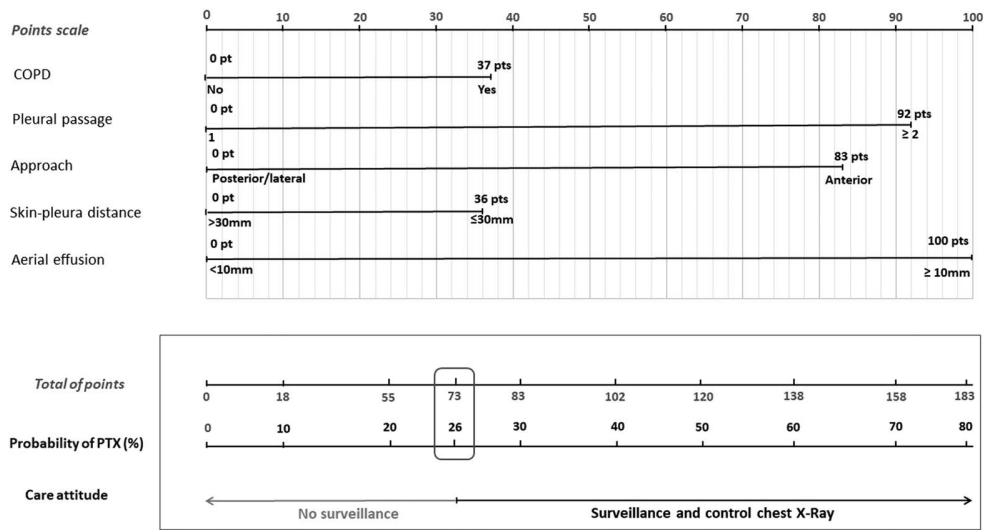 Points scale
0 10 20 30 40 50 60 70 80 90 100
COPD
0 pt 37 pts
No Yes
Pleural passage
0 pt 92 pts
1 ≥ 2
Approach
0 pt 83 pts
Posterior/lateral Anterior
Skin-pleura distance
0 pt 36 pts
>30mm ≤30mm
Aerial effusion
0 pt 100 pts
<10mm ≥ 10mm
Total of points
0 18 55 73 83 102 120 138 158 183
Probability of PTX (%)
0 10 20 26 30 40 50 60 70 80
Care attitude
No surveillance Surveillance and control chest X-Ray